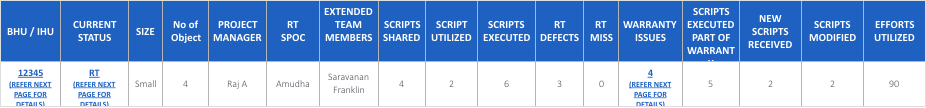 BHU / IHU
CURRENT
STATUS
SIZE
No of
Object
PROJECT
MANAGER
RT
SPOC
EXTENDED
TEAM
MEMBERS
SCRIPTS
SHARED
SCRIPT
UTILIZED
SCRIPTS
EXECUTED
RT
DEFECTS
RT
MISS
WARRANTY
ISSUES
SCRIPTS
EXECUTED
PART OF
WARRANT
NEW
SCRIPTS
RECEIVED
SCRIPTS
MODIFIED
EFFORTS
UTILIZED
12345
(REFER NEXT
PAGE FOR
DETAILS)
RT
(REFER NEXT
PAGE FOR
DETAILS)
Small
4
Raj A
Amudha
Saravanan
Franklin
4
2
6
3
0
4
(REFER NEXT
PAGE FOR
DETAILS)
5
2
2
90